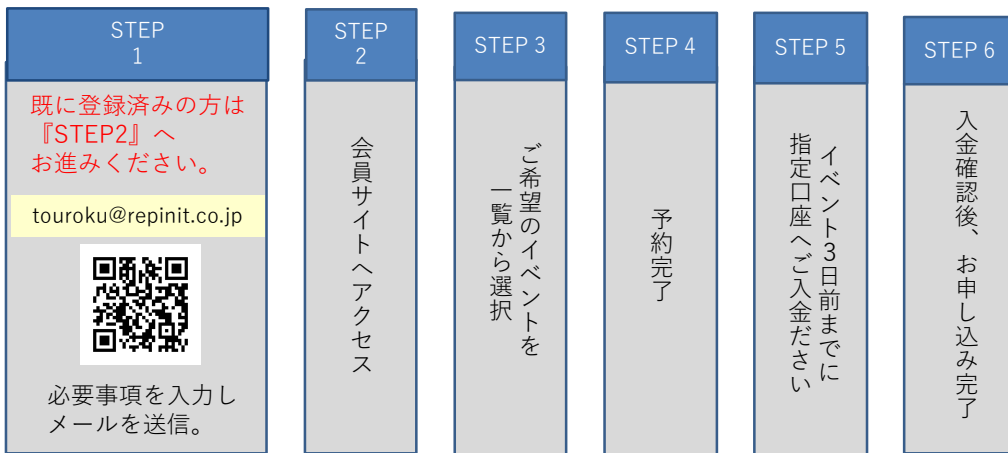 STEP
1
既に登録済みの方は
『STEP2』へ
お進みください。
touroku@repinit.co.jp
必要事項を入力し
メールを送信。
STEP
2
会員サイトへアクセス
STEP 3
ご希望のイベントを
一覧から選択
STEP 4
予約完了
STEP 5
イベント3日前までに
指定口座へご入金ださい
STEP 6
入金確認後、お申し込み完了